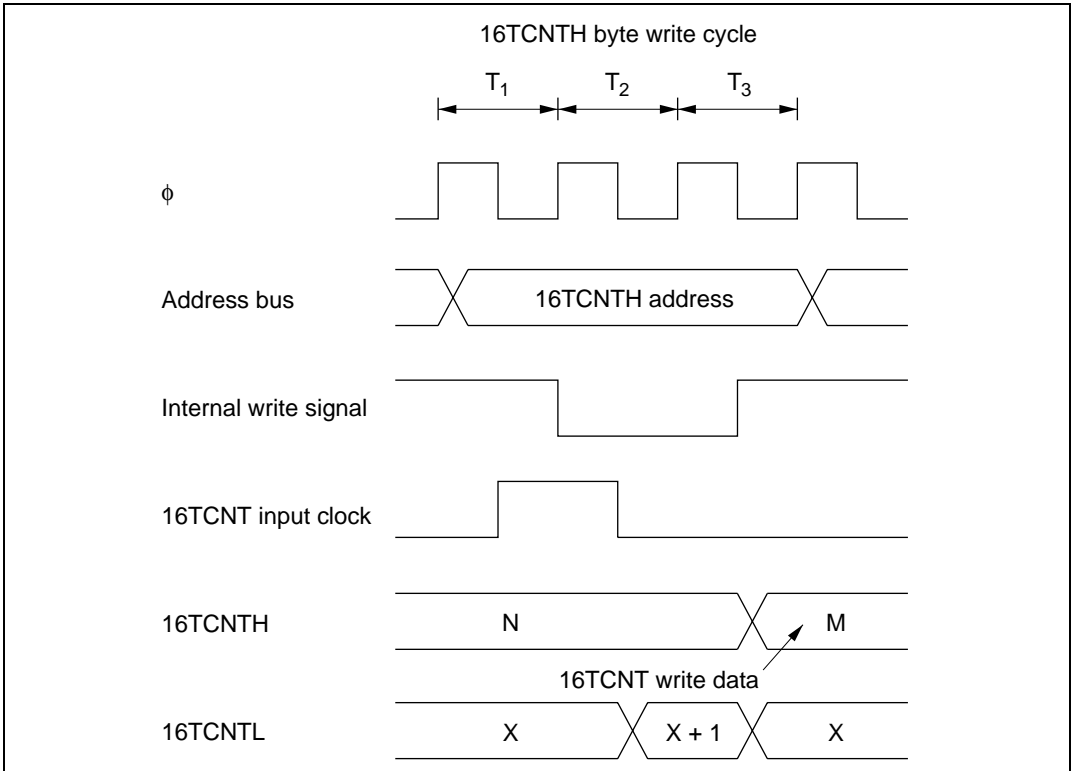 16TCNTH byte write cycle
T1 T2 T3
φ
Address bus
16TCNTH address
Internal write signal
16TCNT input clock
16TCNTH
N
M
16TCNT write data
16TCNTL
X
X + 1
X